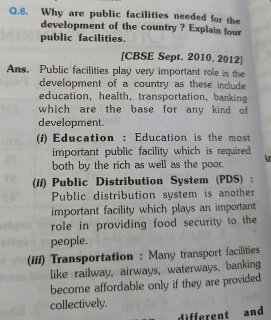 Q.6. Why are public facilities needed for the
development of the country ? Explain four
public facilities.
[CBSE Sept. 2010, 2012]
Ans. Public facilities play very important role in the
development of a country as these include
education, health, transportation, banking
which are the base for any kind of
development.
(i) Education : Education is the most
important public facility which is required
both by the rich as well as the poor.
(ii) Public Distribution System (PDS) :
Public distribution system is another
important facility which plays an important
role in providing food security to the
people.
(iii) Transportation : Many transport facilities
like railway, airways, waterways, banking
become affordable only if they are provided
collectively.
different and